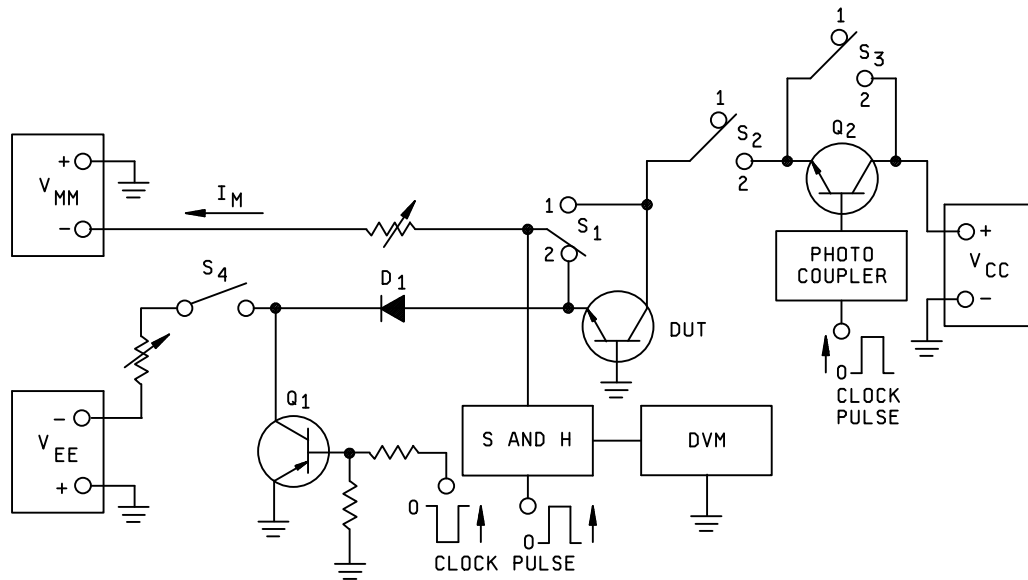 1
S3
2
Q2
1
S2
2
+
VMM
−
IM
1
S1
2
PHOTO
COUPLER
+
VCC
−
S4
D1
DUT
0
CLOCK
PULSE
−
VEE
+
Q1
S AND H
DVM
0
0
CLOCK PULSE